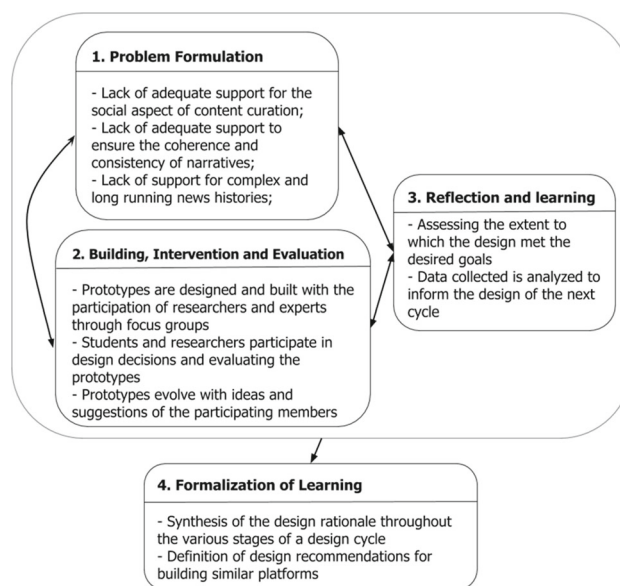 1. Problem Formulation
- Lack of adequate support for the
social aspect of content curation;
- Lack of adequate support to
ensure the coherence and
consistency of narratives;
- Lack of support for complex and
long running news histories;
2. Building, Intervention and Evaluation
- Prototypes are designed and built with the
participation of researchers and experts
through focus groups
- Students and researchers participate in
design decisions and evaluating the
prototypes
- Prototypes evolve with ideas and
suggestions of the participating members
3. Reflection and learning
- Assessing the extent to
which the design met the
desired goals
- Data collected is analyzed to
inform the design of the next
cycle
4. Formalization of Learning
- Synthesis of the design rationale throughout
the various stages of a design cycle
- Definition of design recommendations for
building similar platforms